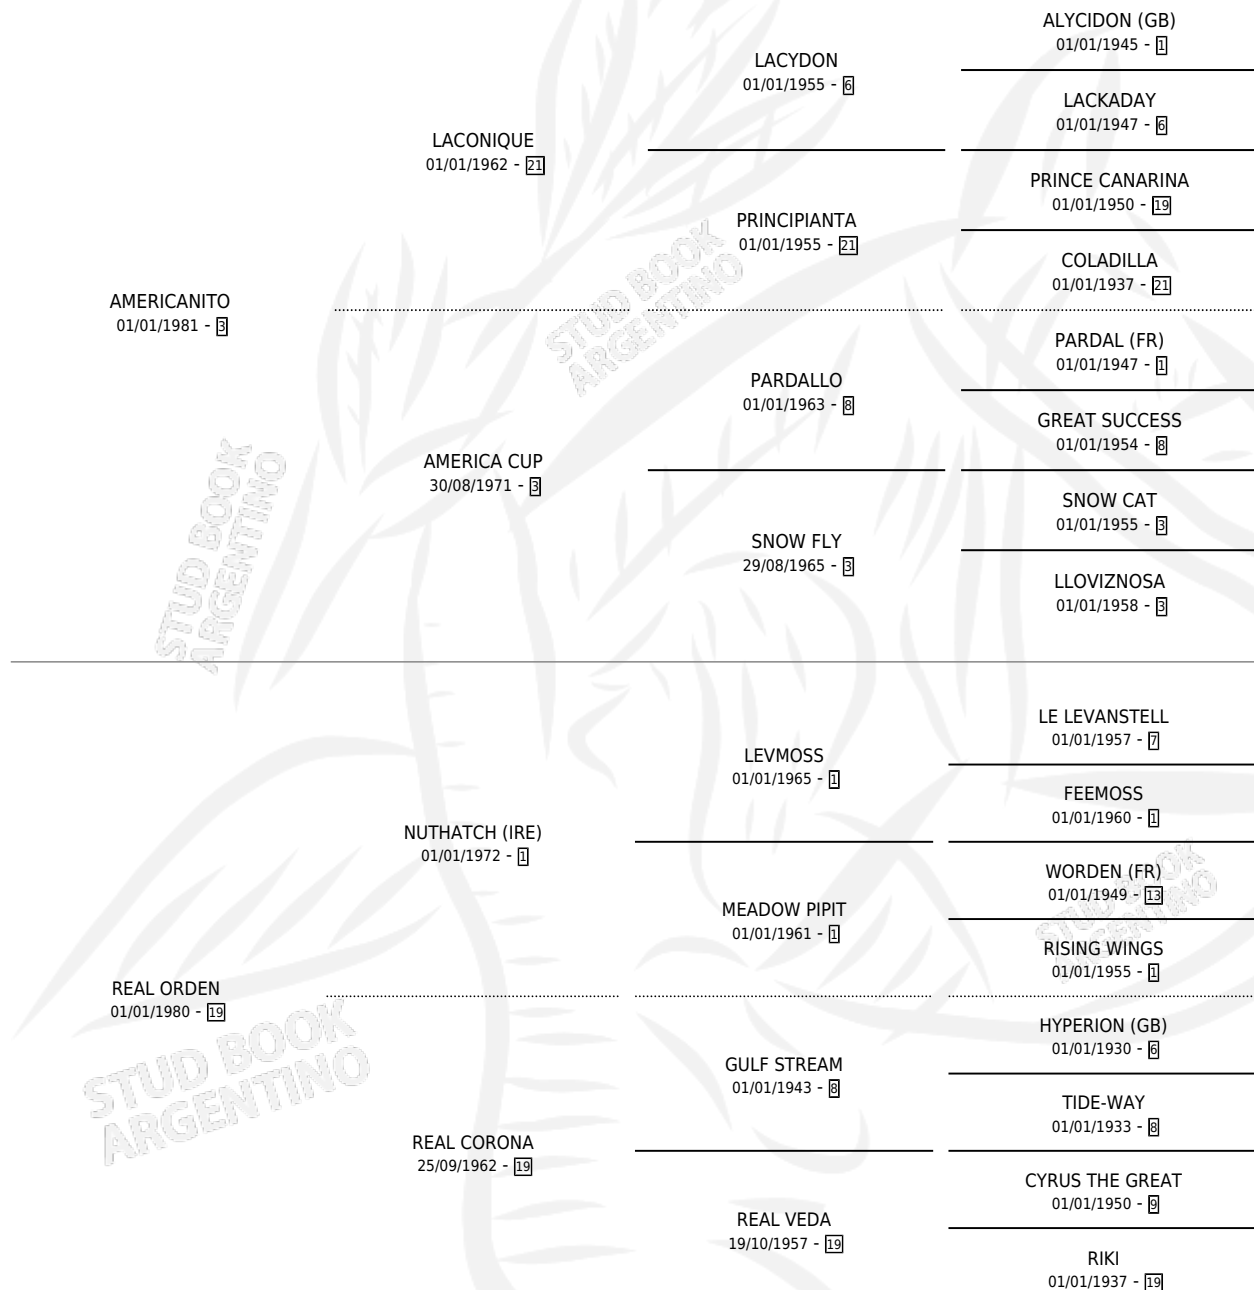 ALYCIDON (GB)
01/01/1945 - 1
LACYDON
01/01/1955 - 6
LACKADAY
01/01/1947 - 6
LACONIQUE
01/01/1962 - 21
PRINCE CANARINA
01/01/1950 - 19
PRINCIPIANTA
01/01/1955 - 21
COLADILLA
01/01/1937 - 21
AMERICANITO
01/01/1981 - 3
PARDAL (FR)
01/01/1947 - 1
PARDALLO
01/01/1963 - 8
GREAT SUCCESS
01/01/1954 - 8
AMERICA CUP
30/08/1971 - 3
SNOW CAT
01/01/1955 - 3
SNOW FLY
29/08/1965 - 3
LLOVIZNOSA
01/01/1958 - 3
LE LEVANSTELL
01/01/1957 - 7
LEVMOSS
01/01/1965 - 1
FEEMOSS
01/01/1960 - 1
NUTHATCH (IRE)
01/01/1972 - 1
WORDEN (FR)
01/01/1949 - 13
MEADOW PIPIT
01/01/1961 - 1
RISING WINGS
01/01/1955 - 1
REAL ORDEN
01/01/1980 - 19
HYPERION (GB)
01/01/1930 - 6
GULF STREAM
01/01/1943 - 8
TIDE-WAY
01/01/1933 - 8
REAL CORONA
25/09/1962 - 19
CYRUS THE GREAT
01/01/1950 - 9
REAL VEDA
19/10/1957 - 19
RIKI
01/01/1937 - 19
STUD BOOK
ARGENTINO
STUD BOOK
ARGENTINO
STUD BOOK
ARGENTINO
STUD BOOK
ARGENTINO